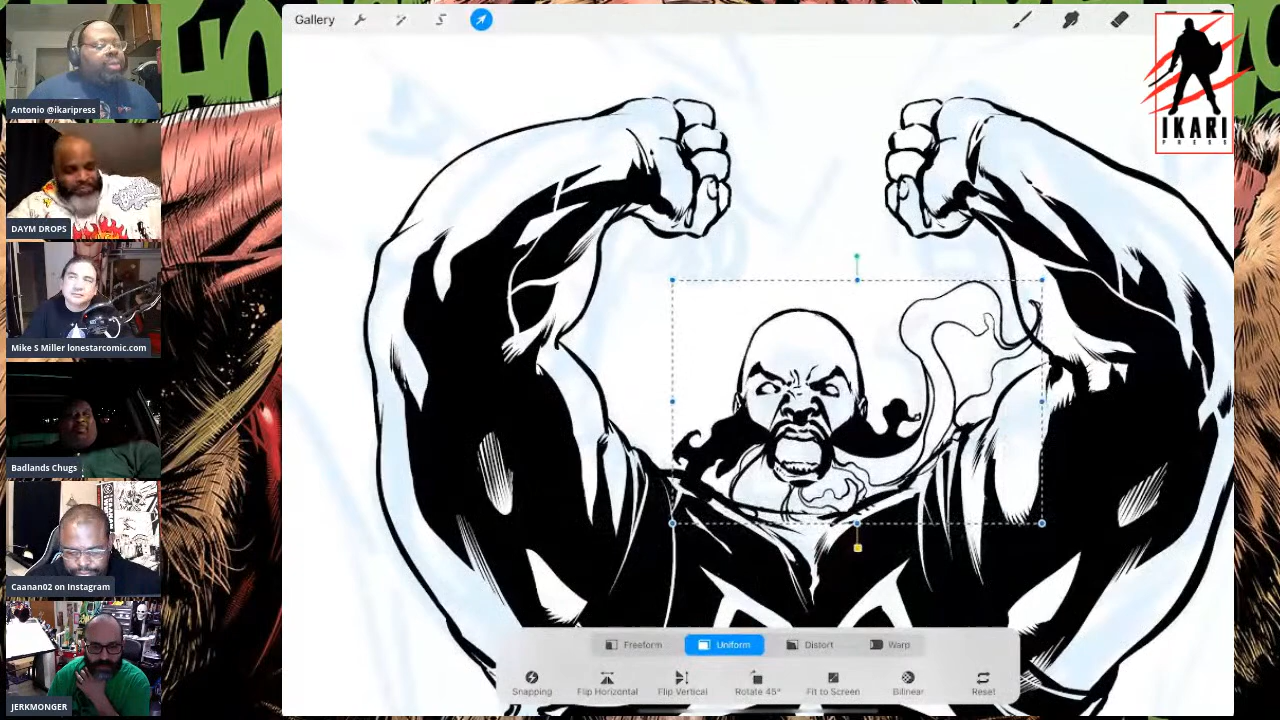 Gallery
IKARI
PRESS
Antonio @ikaripress
DAYM DROPS
Mike S Miller lonestarcomic.com
Badlands Chugs
Caanan02 on Instagram
JERKMONGER
Freeform
Uniform
Distort
Warp
Snapping
Flip Horizontal
Flip Vertical
Rotate 45°
Fit to Screen
Bilinear
Reset